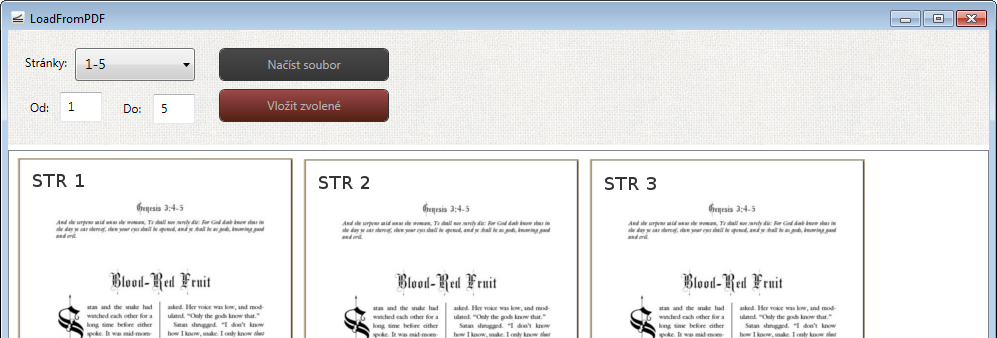 LoadFromPDF
Stránky:
1-5
Načíst soubor
Od:
1
Do:
5
Vložit zvolené
STR 1
Genesis 3:4-5
And the serpent said unto the woman, Ye shall not surely die: For God doth know thus in
the day ye eat thereof, then your eyes shall be opened, and ye shall be as gods, knowing good
and evil.
Blood-Red Fruit
Satan and the snake had
watched each other for a
long time before either
spoke. It was mid-mom-
asked. Her voice was low, and mod-
ulated. “Only the gods know that.”
Satan shrugged. “I don't know
how I know, snake. I only know that
STR 2
Genesis 3:4-5
And the serpent said unto the woman, Ye shall not surely die: For God doth know thus in
the day ye eat thereof, then your eyes shall be opened, and ye shall be as gods, knowing good
and evil.
Blood-Red Fruit
Satan and the snake had
watched each other for a
long time before either
spoke. It was mid-mom-
asked. Her voice was low, and mod-
ulated. “Only the gods know that.”
Satan shrugged. “I don't know
how I know, snake. I only know that
STR 3
Genesis 3:4-5
And the serpent said unto the woman, Ye shall not surely die: For God doth know thus in
the day ye eat thereof, then your eyes shall be opened, and ye shall be as gods, knowing good
and evil.
Blood-Red Fruit
Satan and the snake had
watched each other for a
long time before either
spoke. It was mid-mom-
asked. Her voice was low, and mod-
ulated. “Only the gods know that.”
Satan shrugged. “I don't know
how I know, snake. I only know that